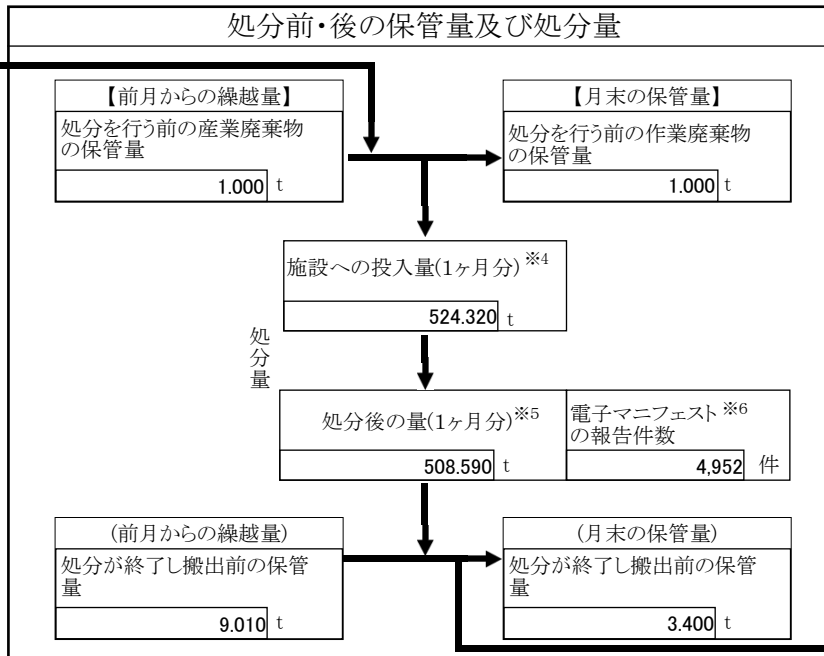 処分前・後の保管量及び処分量
【前月からの繰越量】
処分を行う前の産業廃棄物
の保管量
1.000 t
【月末の保管量】
処分を行う前の作業廃棄物
の保管量
1.000 t
施設への投入量(1ヶ月分)※4
524.320 t
処分量
処分後の量(1ヶ月分)※5
508.590 t
電子マニフェスト※6
の報告件数
4,952 件
(前月からの繰越量)
処分が終了し搬出前の保管
量
9.010 t
(月末の保管量)
処分が終了し搬出前の保管
量
3.400 t